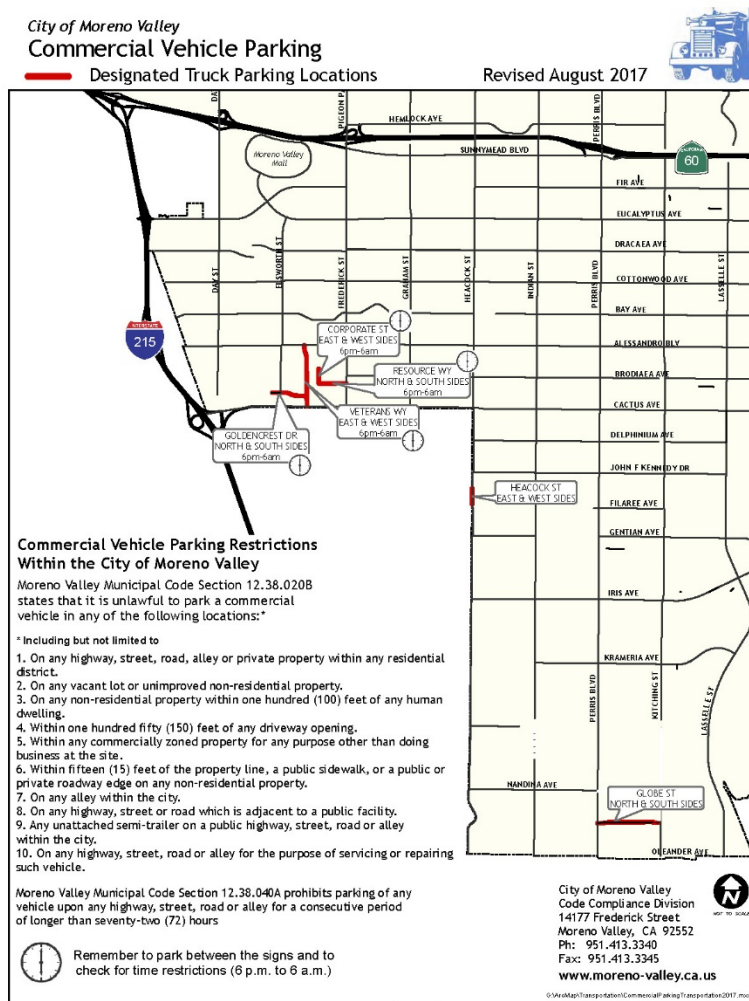 City of Moreno Valley
Commercial Vehicle Parking
Designated Truck Parking Locations
Revised August 2017
HEMLOCK AVE
PERRIS BLVD
SUNNYMEAD BLVD
60
Moreno Valley
Mall
FIR AVE
EUCALYPTUS AVE
DRACAEA AVE
DAY ST
ELSWORTH ST
FREDERICK ST
GRAHAM ST
HEACOCK ST
INDIAN ST
PERRIS BLVD
COTTONWOOD AVE
LASSELLE ST
BAY AVE
INTERSTATE
215
CORPORATE ST
EAST & WEST SIDES
6pm-6am
ALESSANDRO BLV
RESOURCE WY
NORTH & SOUTH SIDES
6pm-6am
BRODIAEA AVE
VETERANS WY
EAST & WEST SIDES
6pm-6am
CACTUS AVE
GOLDENCREST DR
NORTH & SOUTH SIDES
6pm-6am
DELPHINIUM AVE
JOHN F KENNEDY DR
HEACOCK ST
EAST & WEST SIDES
FILAREE AVE
GENTIAN AVE
IRIS AVE
KRAMERIA AVE
PERRIS BLVD
KITCHING ST
LASSELLE ST
NANDINA AVE
GLOBE ST
NORTH & SOUTH SIDES
OLEANDER AVE
Commercial Vehicle Parking Restrictions
Within the City of Moreno Valley
Moreno Valley Municipal Code Section 12.38.020B
states that it is unlawful to park a commercial
vehicle in any of the following locations:*
* Including but not limited to
1. On any highway, street, road, alley or private property within any residential
district.
2. On any vacant lot or unimproved non-residential property.
3. On any non-residential property within one hundred (100) feet of any human
dwelling.
4. Within one hundred fifty (150) feet of any driveway opening.
5. Within any commercially zoned property for any purpose other than doing
business at the site.
6. Within fifteen (15) feet of the property line, a public sidewalk, or a public or
private roadway edge on any non-residential property.
7. On any alley within the city.
8. On any highway, street or road which is adjacent to a public facility.
9. Any unattached semi-trailer on a public highway, street, road or alley
within the city.
10. On any highway, street, road or alley for the purpose of servicing or repairing
such vehicle.
Moreno Valley Municipal Code Section 12.38.040A prohibits parking of any
vehicle upon any highway, street, road or alley for a consecutive period
of longer than seventy-two (72) hours
Remember to park between the signs and to
check for time restrictions (6 p.m. to 6 a.m.)
City of Moreno Valley
Code Compliance Division
14177 Frederick Street
Moreno Valley, CA 92552
Ph: 951.413.3340
Fax: 951.413.3345
www.moreno-valley.ca.us
N
NOT TO SCALE